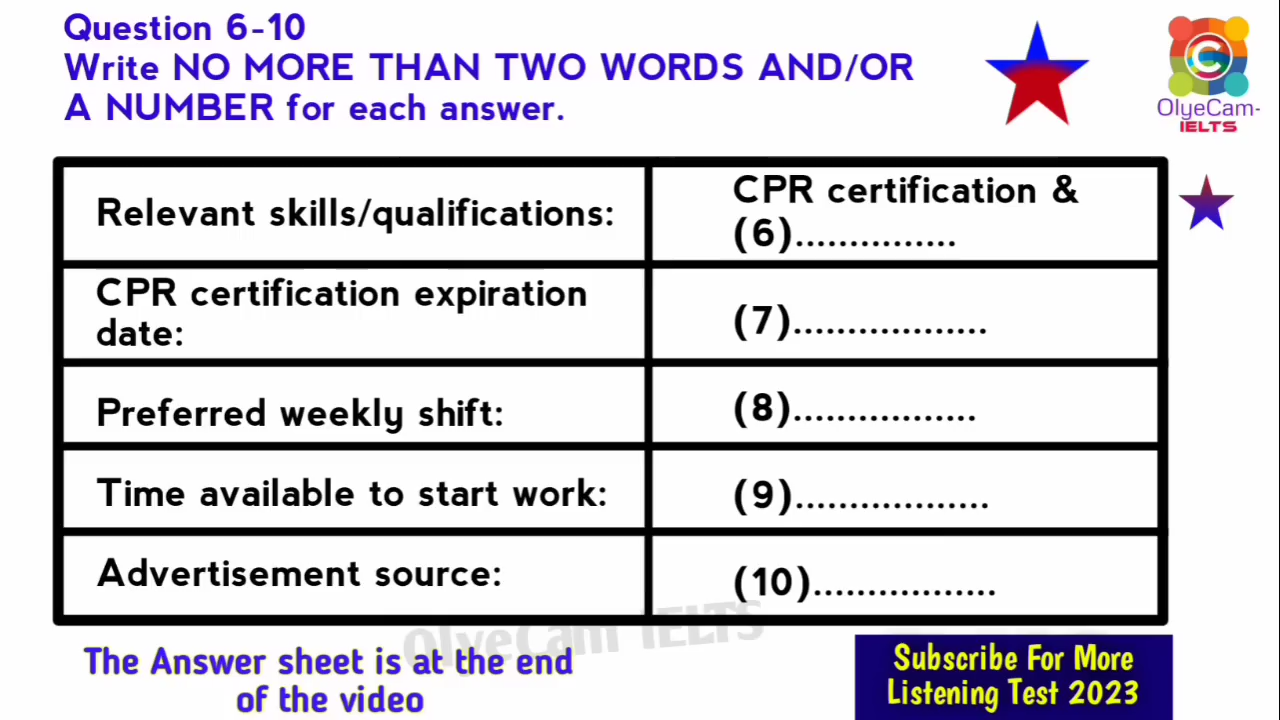 Question 6-10
Write NO MORE THAN TWO WORDS AND/OR
A NUMBER for each answer.
C
OlyeCam-
IELTS
Relevant skills/qualifications:
CPR certification &
(6)...............
CPR certification expiration
date:
(7)..................
Preferred weekly shift:
(8).................
Time available to start work:
(9)..................
Advertisement source:
(10).................
OlyeCam IELTS
The Answer sheet is at the end
of the video
Subscribe For More
Listening Test 2023